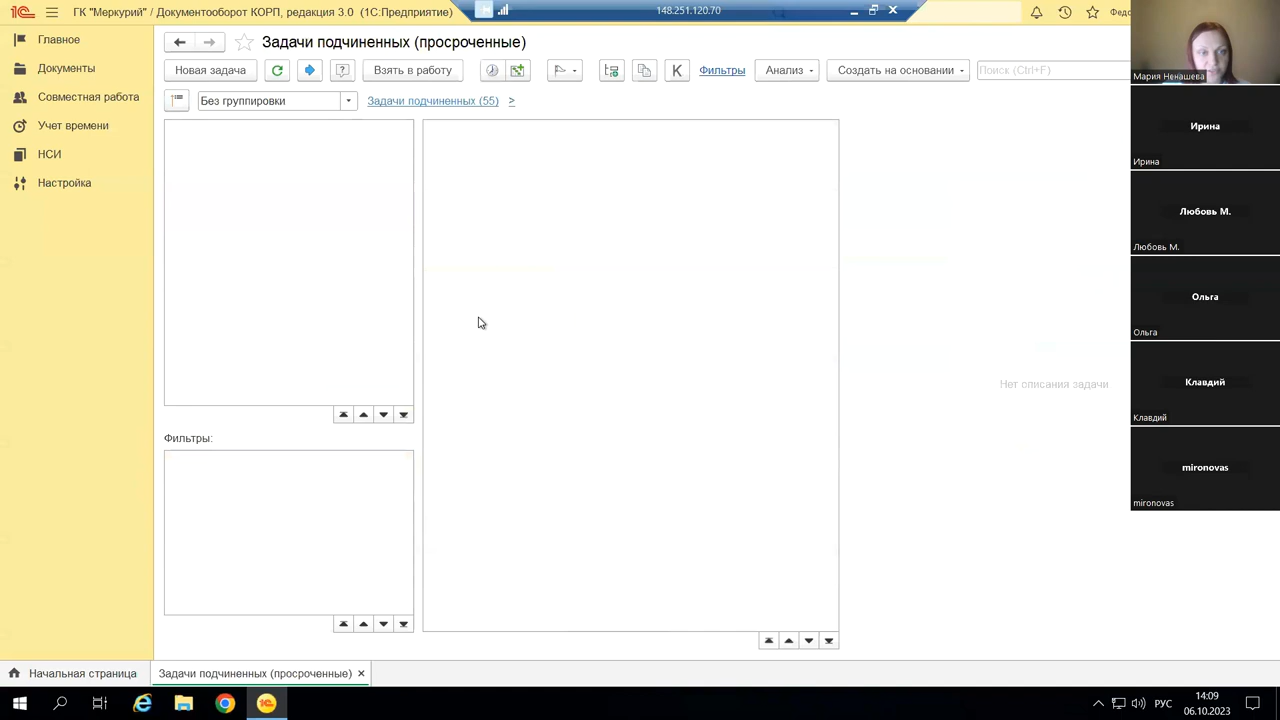 ГК "Меркурий" / Документооборот КОРП, редакция 3.0 (1С:Предприятие)
148.251.120.70
Главное
Документы
Совместная работа
Учет времени
НСИ
Настройка
Задачи подчиненных (просроченные)
Новая задача
Взять в работу
Фильтры
Анализ
Создать на основании
Поиск (Ctrl+F)
Без группировки
Задачи подчиненных (55) >
Фильтры:
Нет описания задачи
Мария Ненашева
Ирина
Ирина
Любовь М.
Любовь М.
Ольга
Ольга
Клавдий
Клавдий
mironovas
mironovas
Начальная страница
Задачи подчиненных (просроченные)
РУС
14:09
06.10.2023